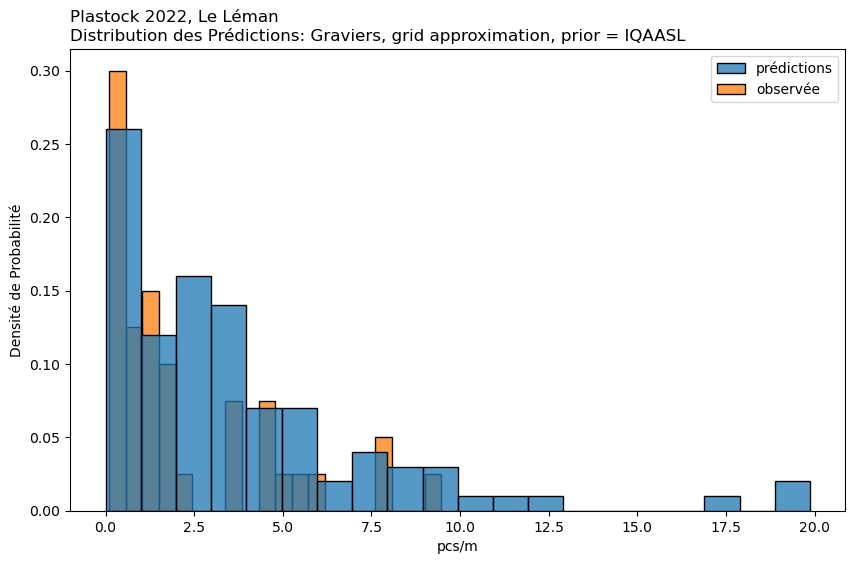 Plastock 2022, Le Léman
Distribution des Prédictions: Graviers, grid approximation, prior = IQAASL
prédictions
observée
Densité de Probabilité
0.30
0.25
0.20
0.15
0.10
0.05
0.00
0.0 2.5 5.0 7.5 10.0 12.5 15.0 17.5 20.0
pcs/m